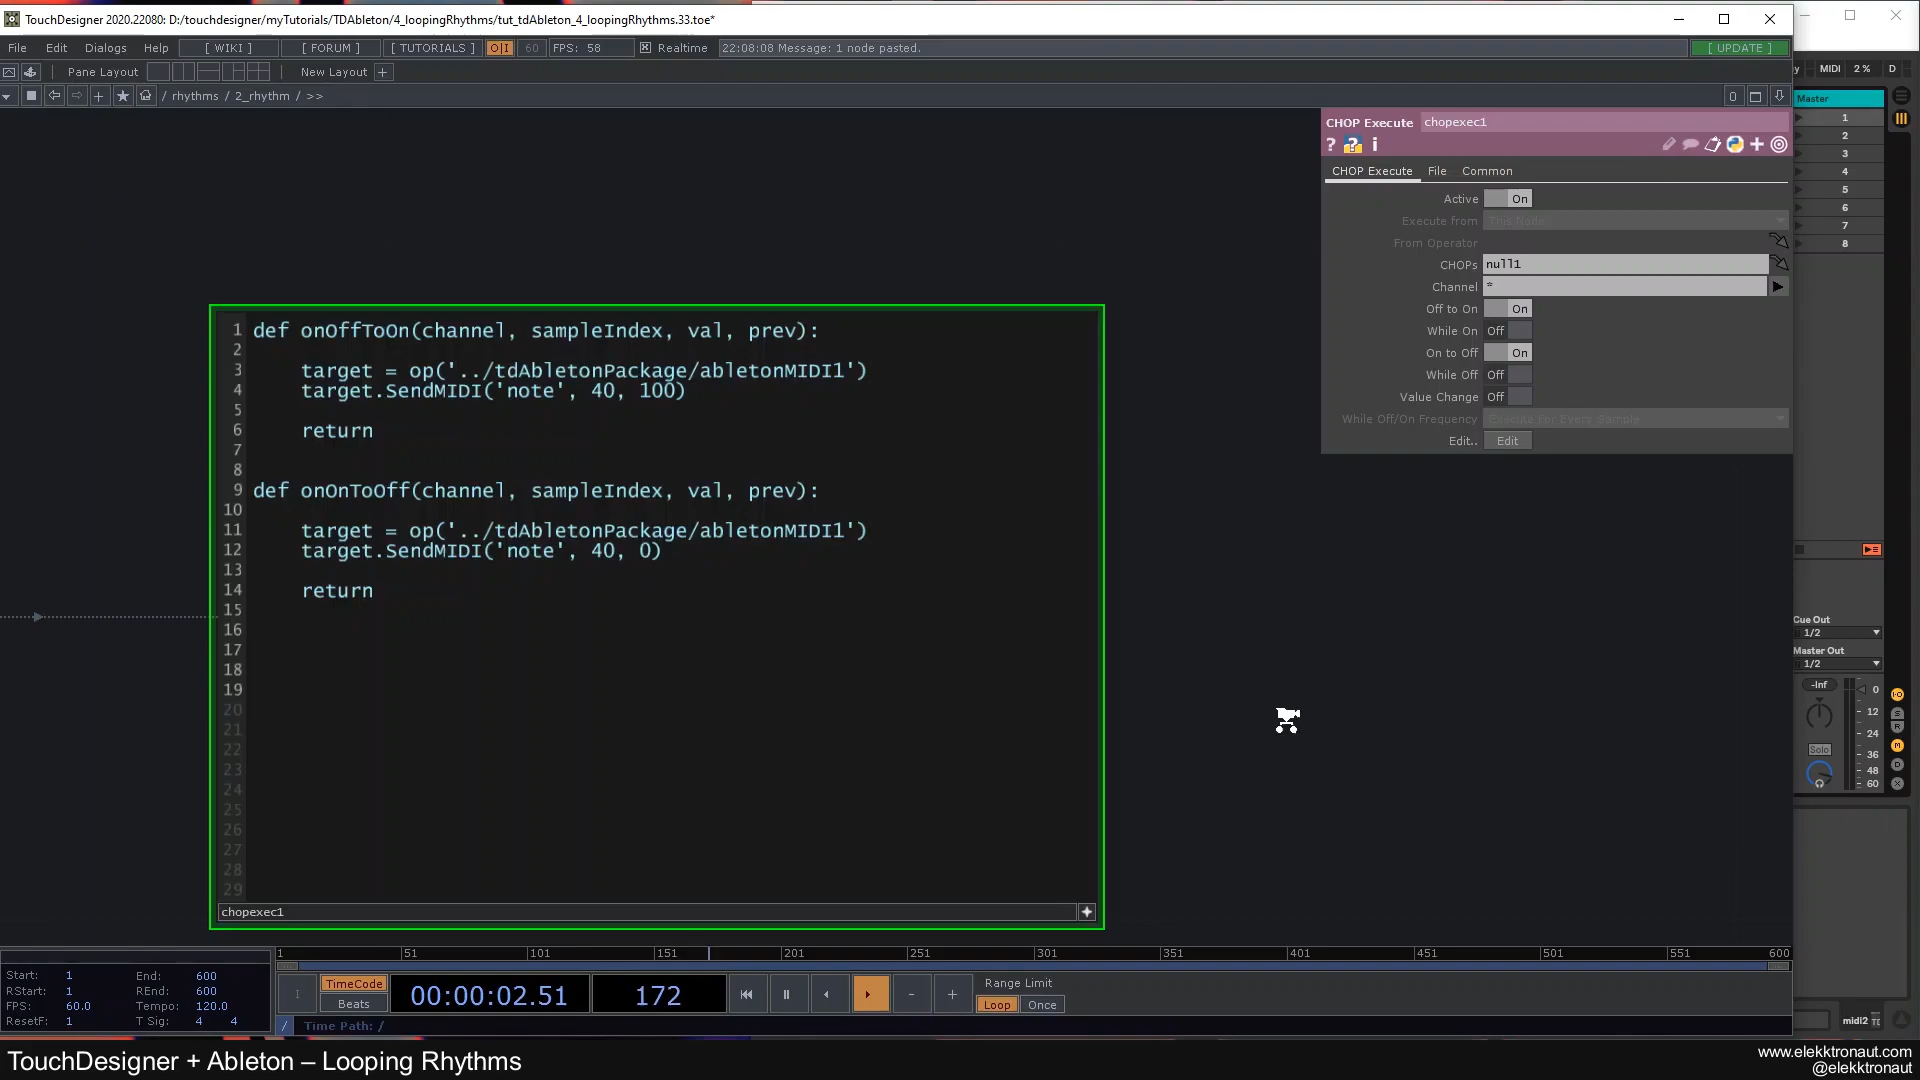 TouchDesigner 2020.22080: D:/touchdesigner/myTutorials/TDAbleton/4_loopingRhythms/tut_tdAbleton_4_loopingRhythms.33.toe*
File Edit Dialogs Help [ WIKI ] [ FORUM ] [ TUTORIALS ] O|I 60 FPS: 58 Realtime 22:08:08 Message: 1 node pasted. [ UPDATE ]
Pane Layout New Layout +
/ rhythms / 2_rhythm / >> 0
y MIDI 2 % D
Master
1
2
3
4
5
6
7
8
CHOP Execute chopexec1
? ? i
CHOP Execute File Common
Active On
Execute from This Node
From Operator
CHOPs null1
Channel *
Off to On On
While On Off
On to Off On
While Off Off
Value Change Off
While Off/On Frequency Execute for Every Sample
Edit.. Edit
1 def onOffToOn(channel, sampleIndex, val, prev):
2
3 target = op('../tdAbletonPackage/abletonMIDI1')
4 target.SendMIDI('note', 40, 100)
5
6 return
7
8
9 def onOnToOff(channel, sampleIndex, val, prev):
10
11 target = op('../tdAbletonPackage/abletonMIDI1')
12 target.SendMIDI('note', 40, 0)
13
14 return
15
16
17
18
19
20
21
22
23
24
25
26
27
28
29
chopexec1
Cue Out
1/2
Master Out
1/2
-Inf
0
12
24
36
48
60
Solo
S
R
M
D
X
1 51 101 151 201 251 301 351 401 451 501 551 600
Start: 1 End: 600
RStart: 1 REnd: 600
FPS: 60.0 Tempo: 120.0
ResetF: 1 T Sig: 4 4
TimeCode
Beats
00:00:02.51
172
- +
Range Limit
Loop Once
/ Time Path: /
midi2
TouchDesigner + Ableton – Looping Rhythms
www.elekktronaut.com
@elekktronaut